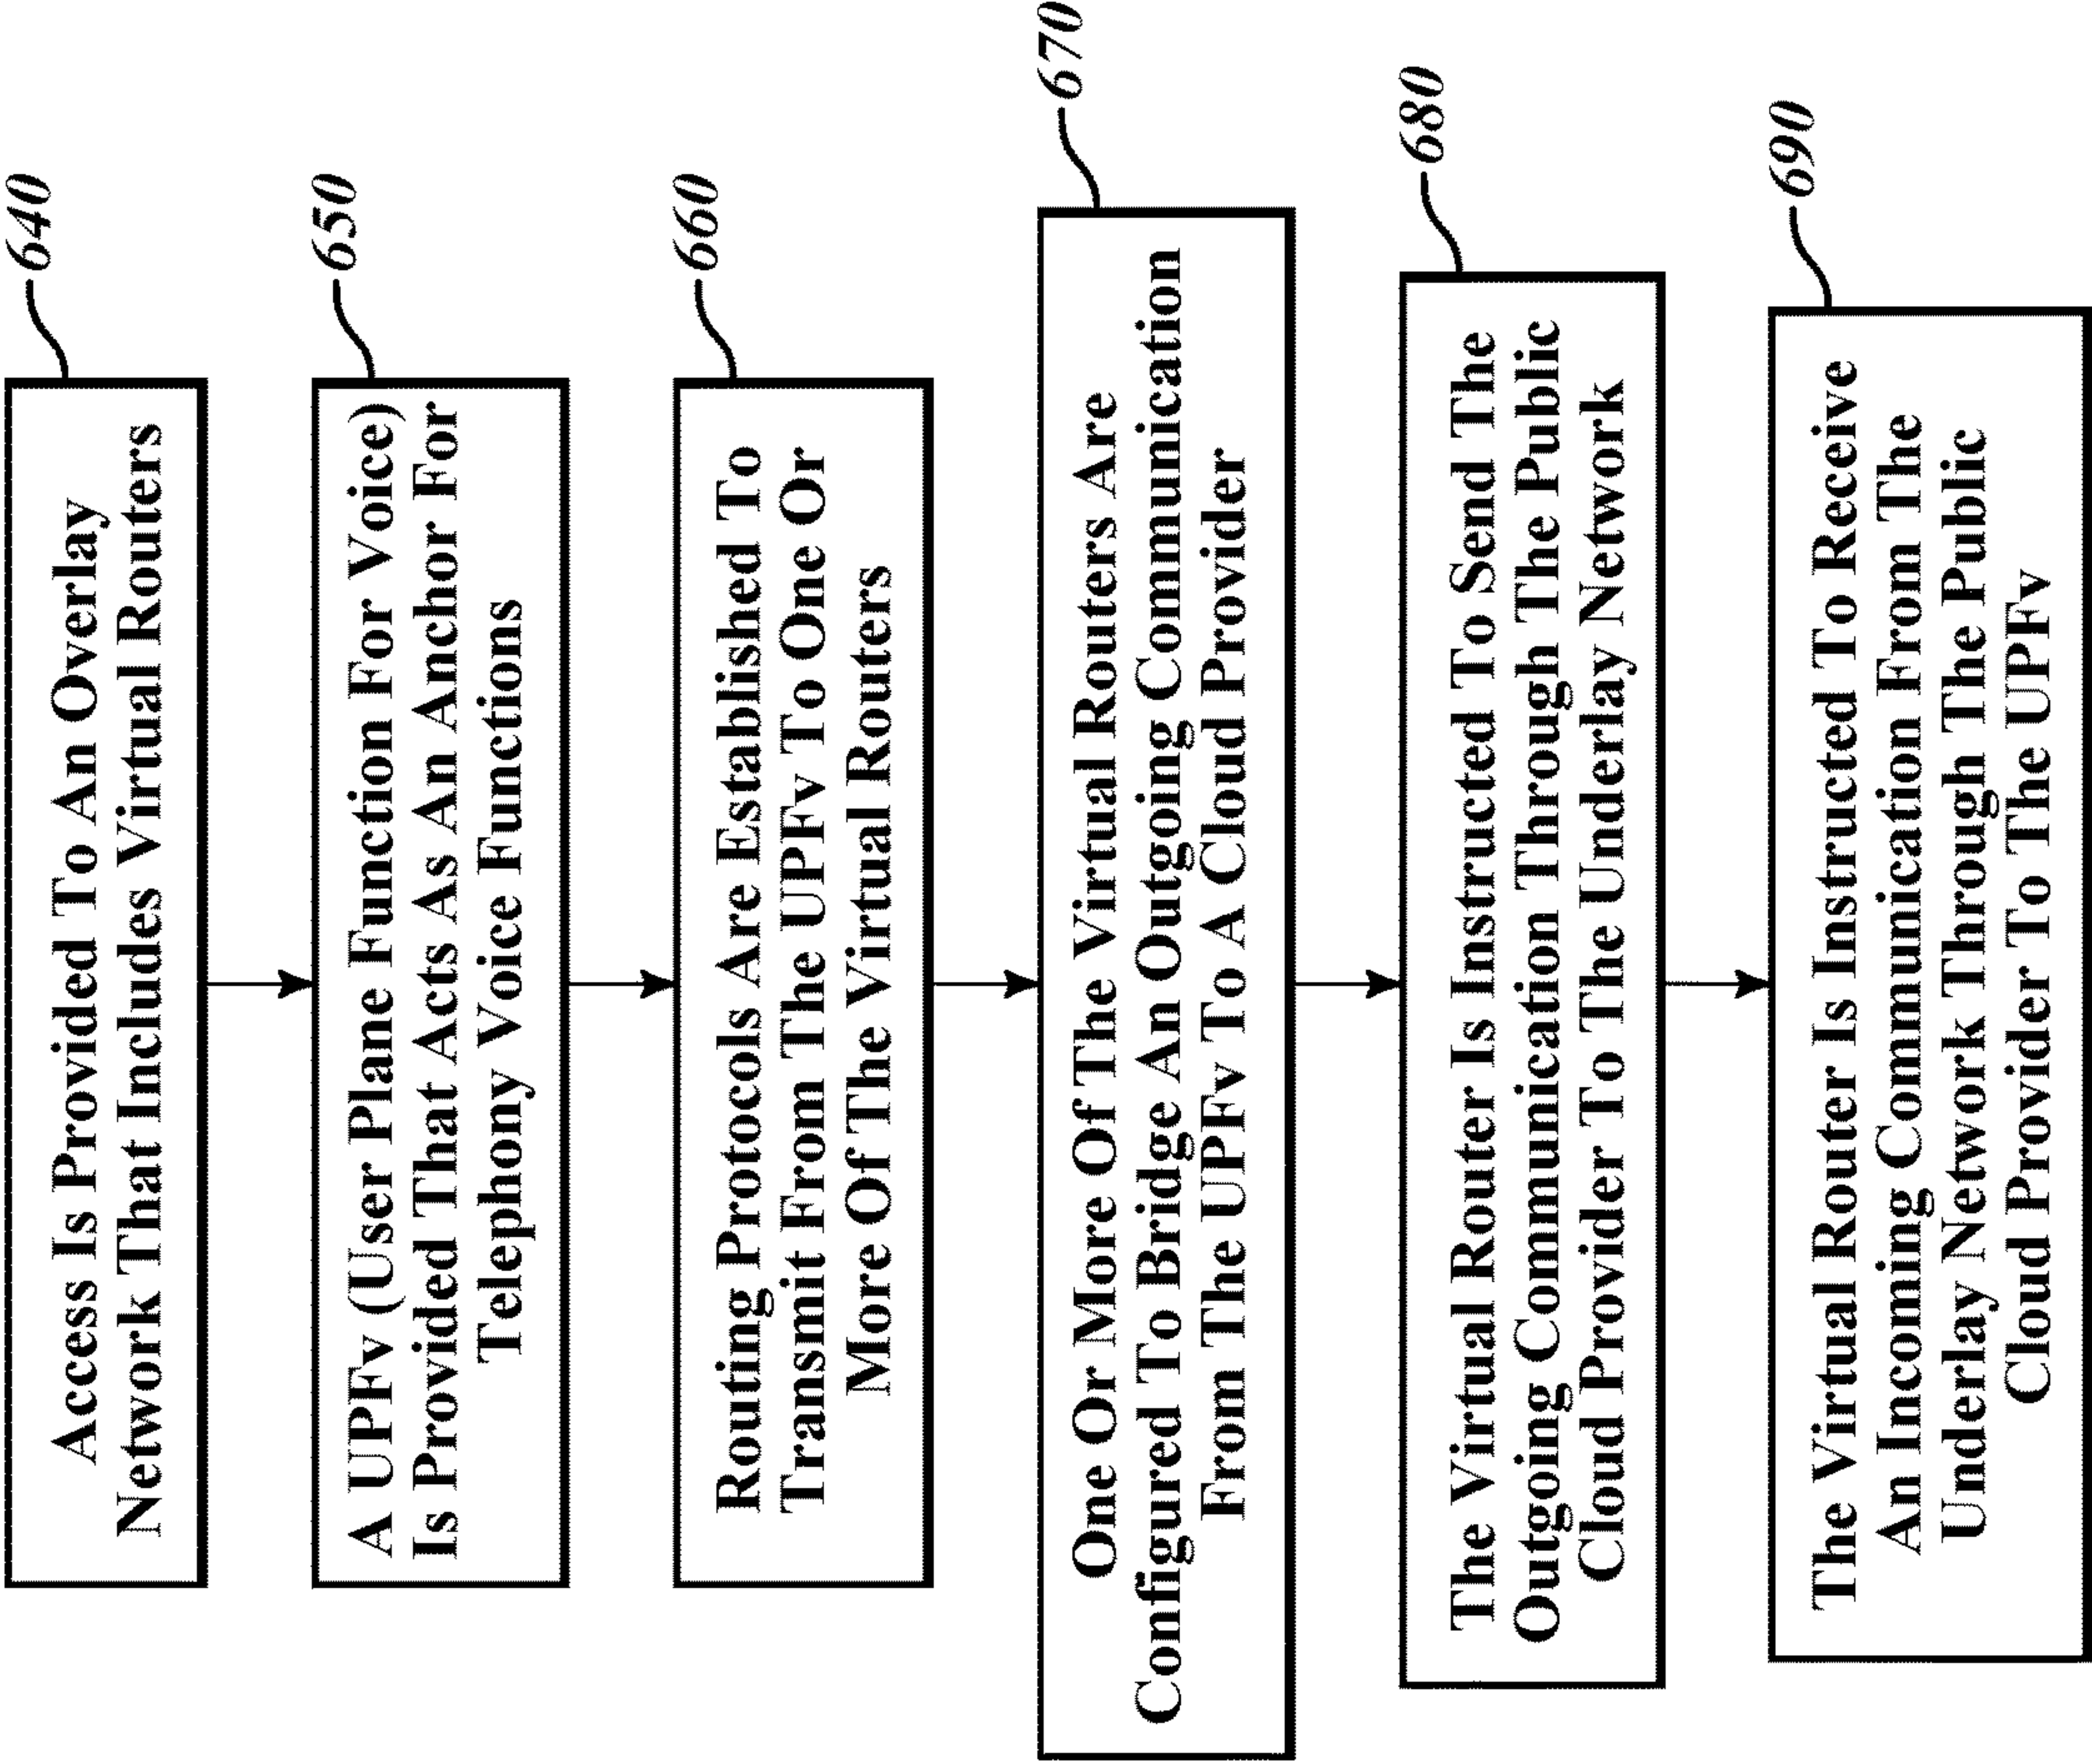 640
Access Is Provided To An Overlay
Network That Includes Virtual Routers
650
A UPFv (User Plane Function For Voice)
Is Provided That Acts As An Anchor For
Telephony Voice Functions
660
Routing Protocols Are Established To
Transmit From The UPFv To One Or
More Of The Virtual Routers
670
One Or More Of The Virtual Routers Are
Configured To Bridge An Outgoing Communication
From The UPFv To A Cloud Provider
680
The Virtual Router Is Instructed To Send The
Outgoing Communication Through The Public
Cloud Provider To The Underlay Network
690
The Virtual Router Is Instructed To Receive
An Incoming Communication From The
Underlay Network Through The Public
Cloud Provider To The UPFv